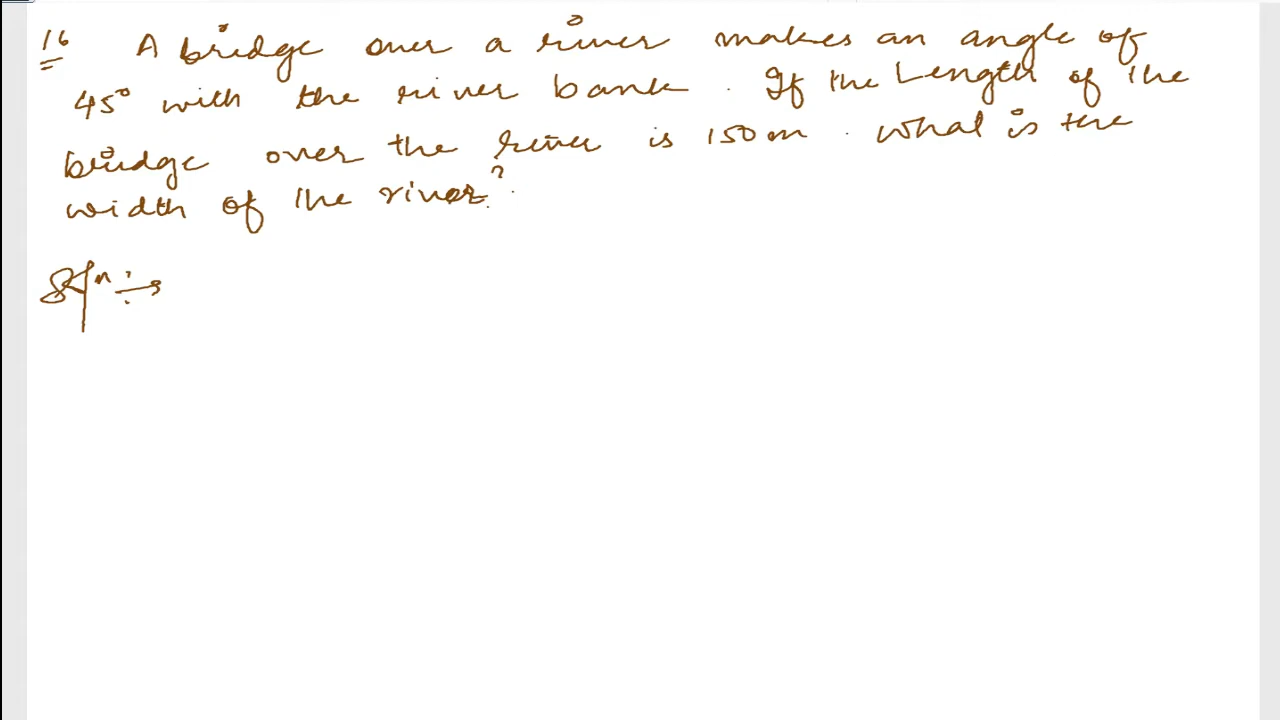 16 A bridge over a river makes an angle of
45° with the river bank. If the Length of the
bridge over the river is 150m. What is the
width of the river?
Solⁿ :→